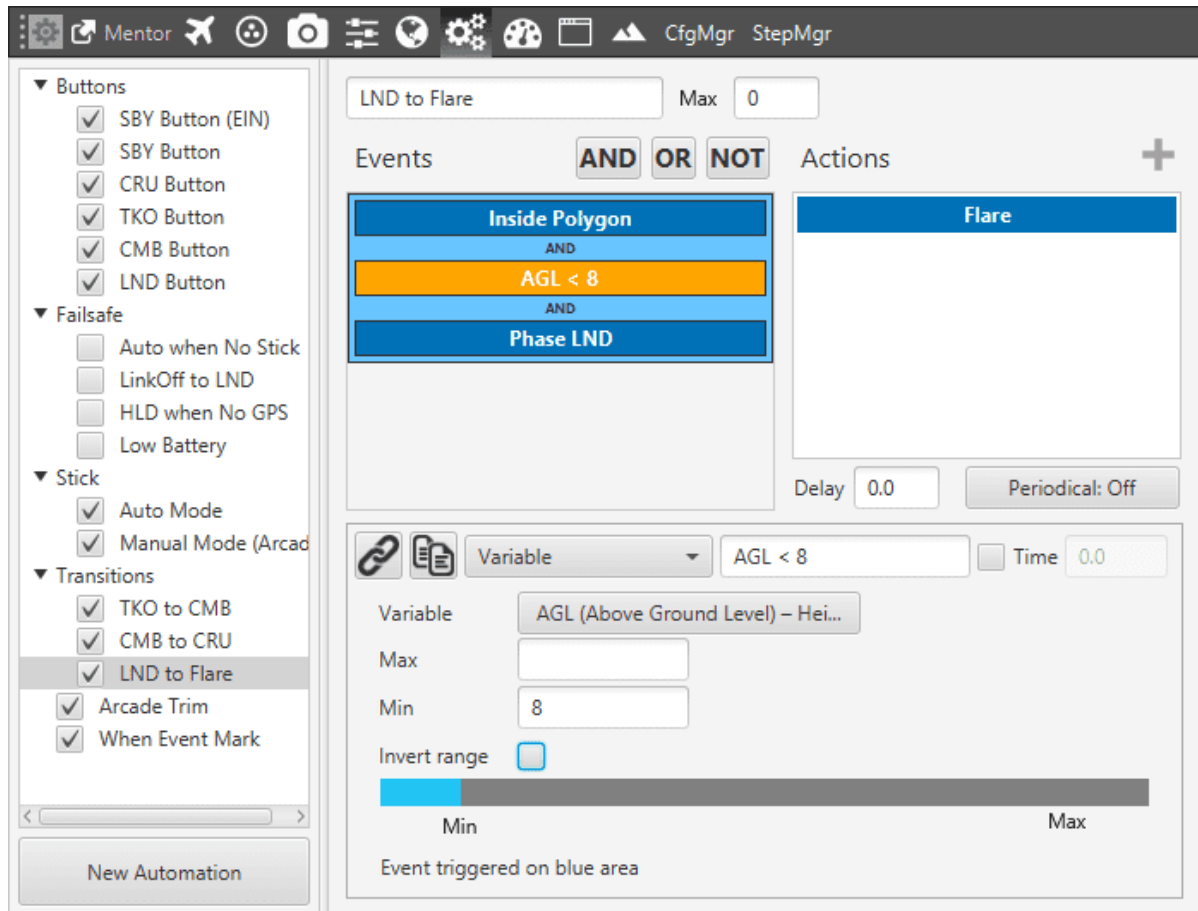 Mentor CfgMgr StepMgr
Buttons
SBY Button (EIN)
SBY Button
CRU Button
TKO Button
CMB Button
LND Button
Failsafe
Auto when No Stick
LinkOff to LND
HLD when No GPS
Low Battery
Stick
Auto Mode
Manual Mode (Arcad
Transitions
TKO to CMB
CMB to CRU
LND to Flare
Arcade Trim
When Event Mark
New Automation
LND to Flare Max 0
Events AND OR NOT Actions
Inside Polygon
AND
AGL < 8
AND
Phase LND
Flare
Delay 0.0 Periodical: Off
Variable AGL < 8 Time 0.0
Variable AGL (Above Ground Level) – Hei...
Max
Min 8
Invert range
Min Max
Event triggered on blue area